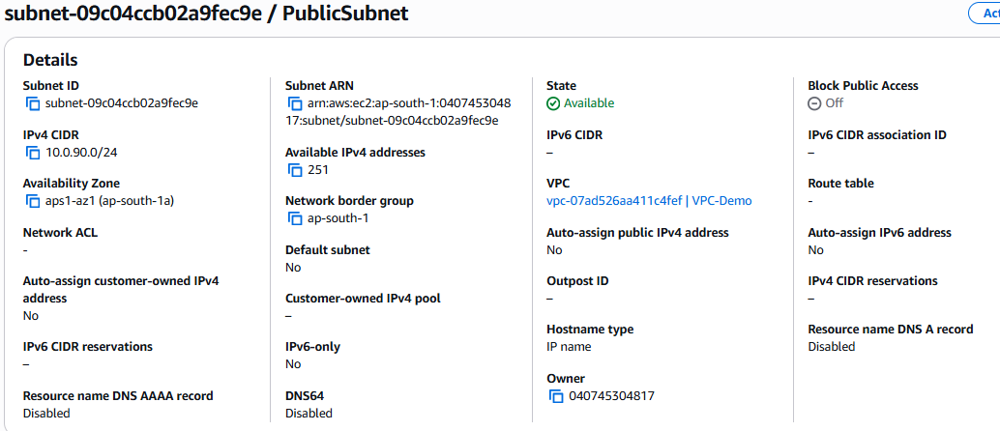 subnet-09c04ccb02a9fec9e / PublicSubnet
Details
Subnet ID
subnet-09c04ccb02a9fec9e
IPv4 CIDR
10.0.90.0/24
Availability Zone
aps1-az1 (ap-south-1a)
Network ACL
-
Auto-assign customer-owned IPv4
address
No
IPv6 CIDR reservations
–
Resource name DNS AAAA record
Disabled
Subnet ARN
arn:aws:ec2:ap-south-1:0407453048
17:subnet/subnet-09c04ccb02a9fec9e
Available IPv4 addresses
251
Network border group
ap-south-1
Default subnet
No
Customer-owned IPv4 pool
–
IPv6-only
No
DNS64
Disabled
State
Available
IPv6 CIDR
–
VPC
vpc-07ad526aa411c4fef | VPC-Demo
Auto-assign public IPv4 address
No
Outpost ID
–
Hostname type
IP name
Owner
040745304817
Block Public Access
Off
IPv6 CIDR association ID
–
Route table
-
Auto-assign IPv6 address
No
IPv4 CIDR reservations
–
Resource name DNS A record
Disabled